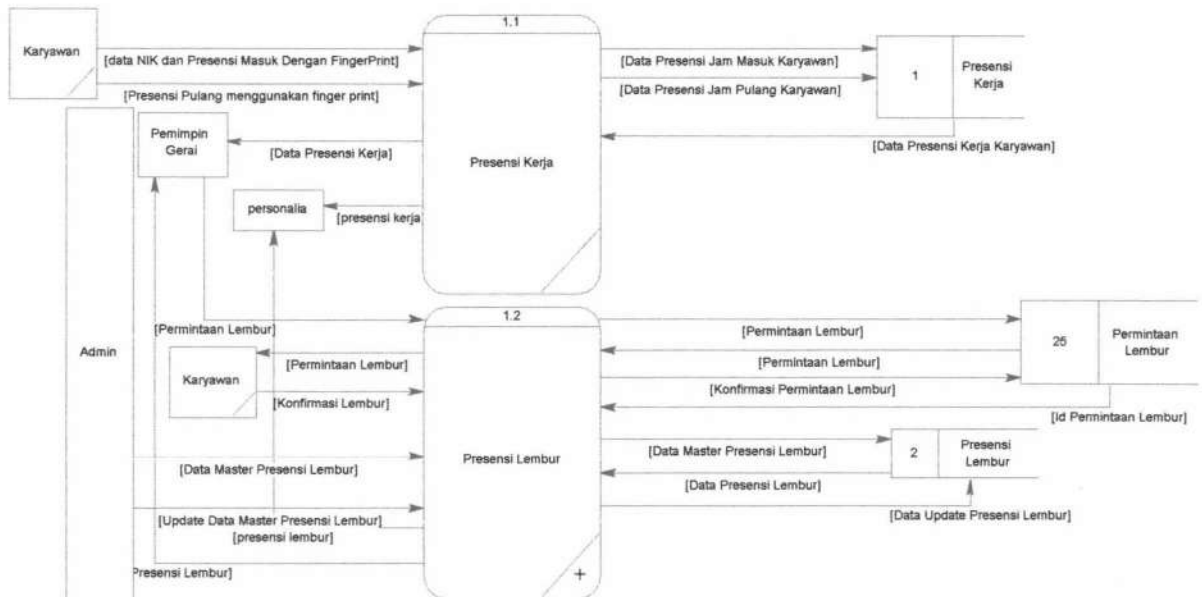 1.1
Karyawan
[data NIK dan Presensi Masuk Dengan FingerPrint]
[Data Presensi Jam Masuk Karyawan]
1
Presensi
Kerja
[Presensi Pulang menggunakan finger print]
[Data Presensi Jam Pulang Karyawan]
Pemimpin
Gerai
[Data Presensi Kerja]
Presensi Kerja
[Data Presensi Kerja Karyawan]
personalia
[presensi kerja
1.2
[Permintaan Lembur]
[Permintaan Lembur]
25
Permintaan
Lembur
Admin
[Permintaan Lembur]
[Permintaan Lembur]
Karyawan
[Konfirmasi Lembur]
[Konfirmasi Permintaan Lembur]
[Id Permintaan Lembur]
Presensi Lembur
[Data Master Presensi Lembur]
[Data Master Presensi Lembur]
2
Presensi
Lembur
[Data Presensi Lembur]
[Update Data Master Presensi Lembur]
[Data Update Presensi Lembur]
[presensi lembur]
Presensi Lembur]
+